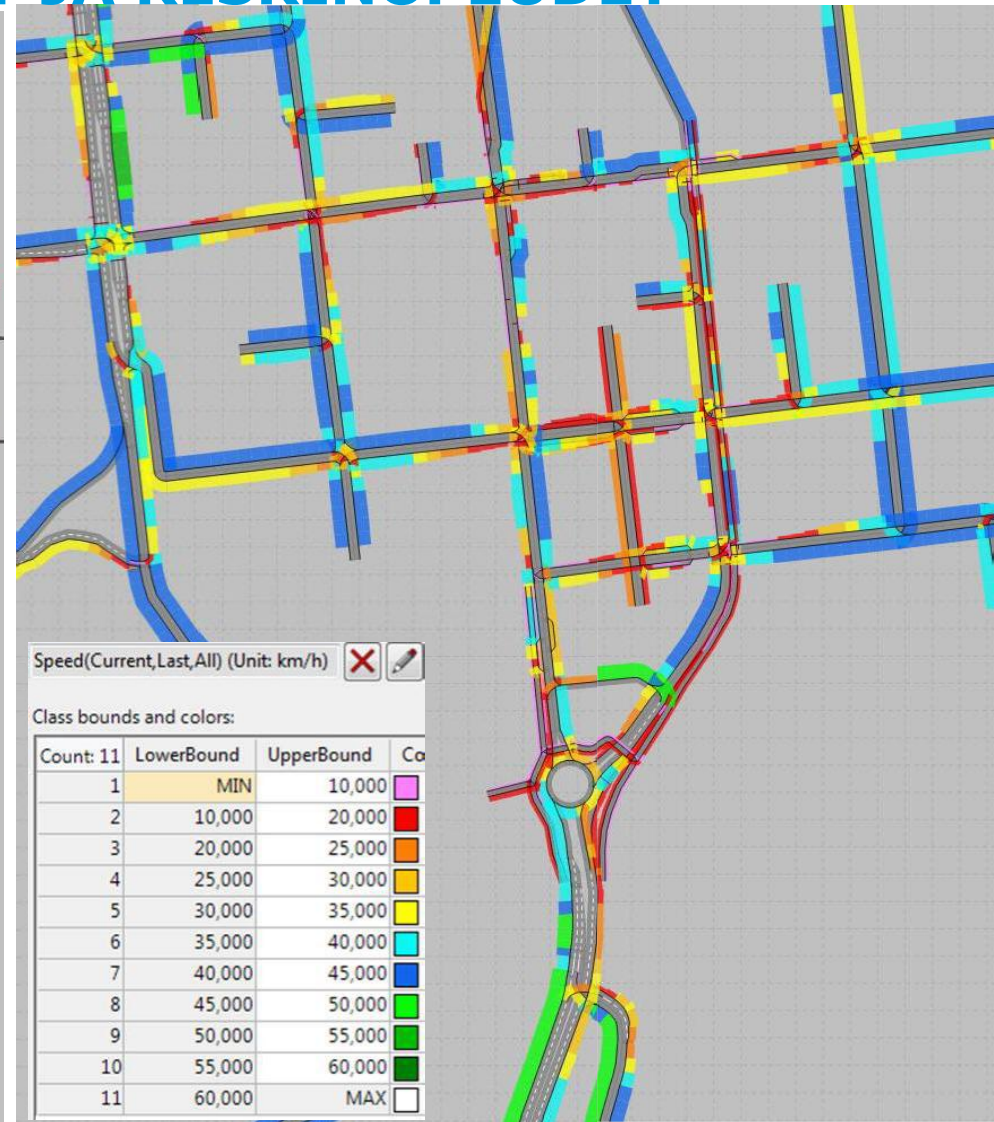 JA KESKINOPEUDET
Speed(Current,Last,All) (Unit: km/h)
Class bounds and colors:
Count: 11 LowerBound UpperBound Co
1 MIN 10,000
2 10,000 20,000
3 20,000 25,000
4 25,000 30,000
5 30,000 35,000
6 35,000 40,000
7 40,000 45,000
8 45,000 50,000
9 50,000 55,000
10 55,000 60,000
11 60,000 MAX